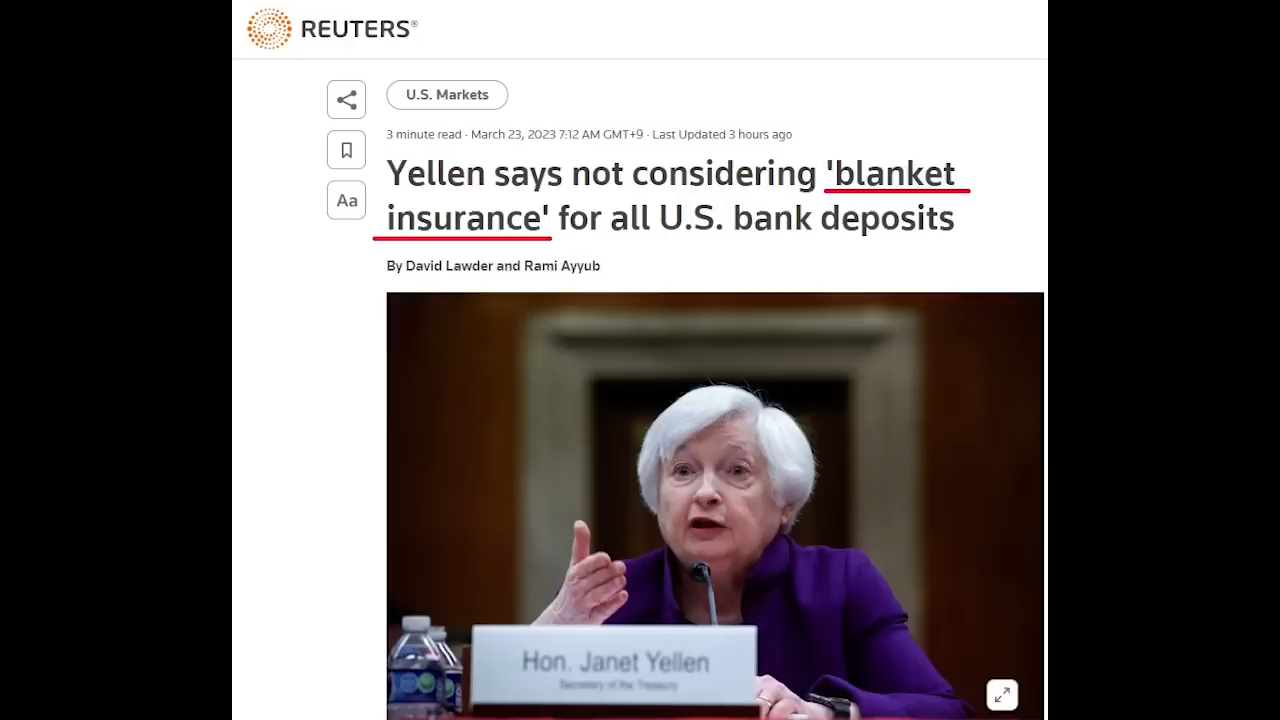 REUTERS®
U.S. Markets
3 minute read · March 23, 2023 7:12 AM GMT+9 · Last Updated 3 hours ago
Yellen says not considering 'blanket
insurance' for all U.S. bank deposits
Aa
By David Lawder and Rami Ayyub
Hon. Janet Yellen
Secretary of the Treasury